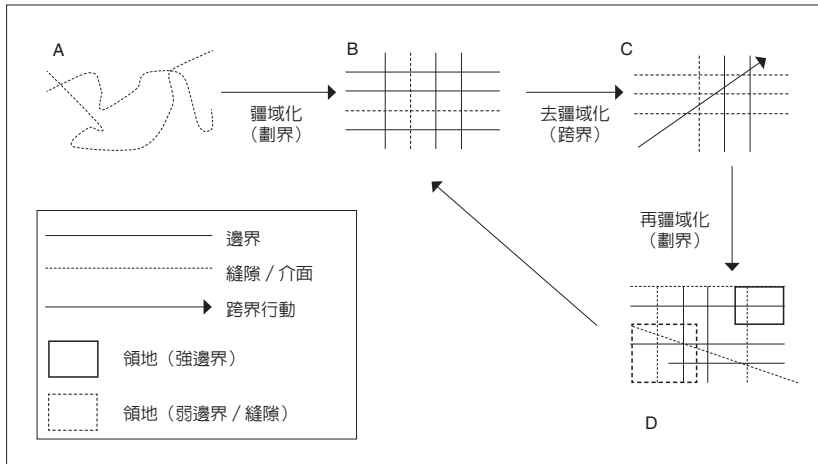 A
B
C
疆域化
（劃界）
去疆域化
（跨界）
再疆域化
（劃界）
邊界
縫隙 / 介面
跨界行動
領地（強邊界）
領地（弱邊界 / 縫隙）
D